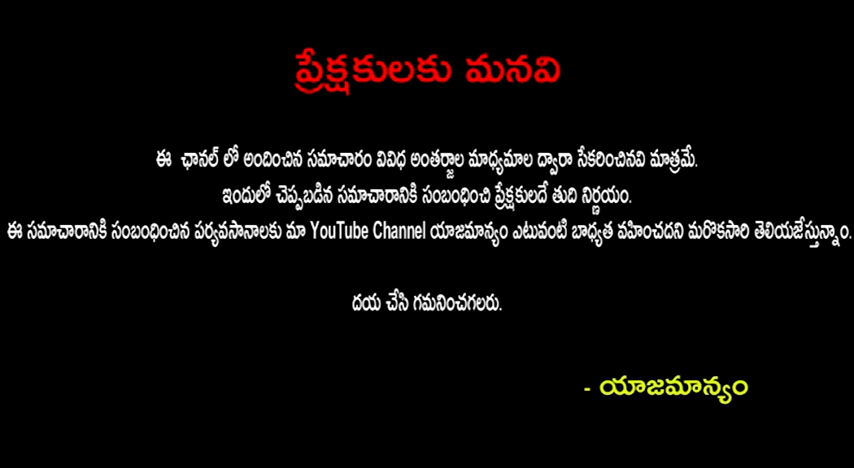 ప్రేక్షకులకు మనవి
ఈ ఛానల్ లో అందించిన సమాచారం వివిధ అంతర్జాల మాధ్యమాల ద్వారా సేకరించినవి మాత్రమే.
ఇందులో చెప్పబడిన సమాచారానికి సంబంధించి ప్రేక్షకులదే తుది నిర్ణయం.
ఈ సమాచారానికి సంబంధించిన పర్యవసానాలకు మా YouTube Channel యాజమాన్యం ఎటువంటి బాధ్యత వహించదని మరొకసారి తెలియజేస్తున్నాం.
దయ చేసి గమనించగలరు.
- యాజమాన్యం